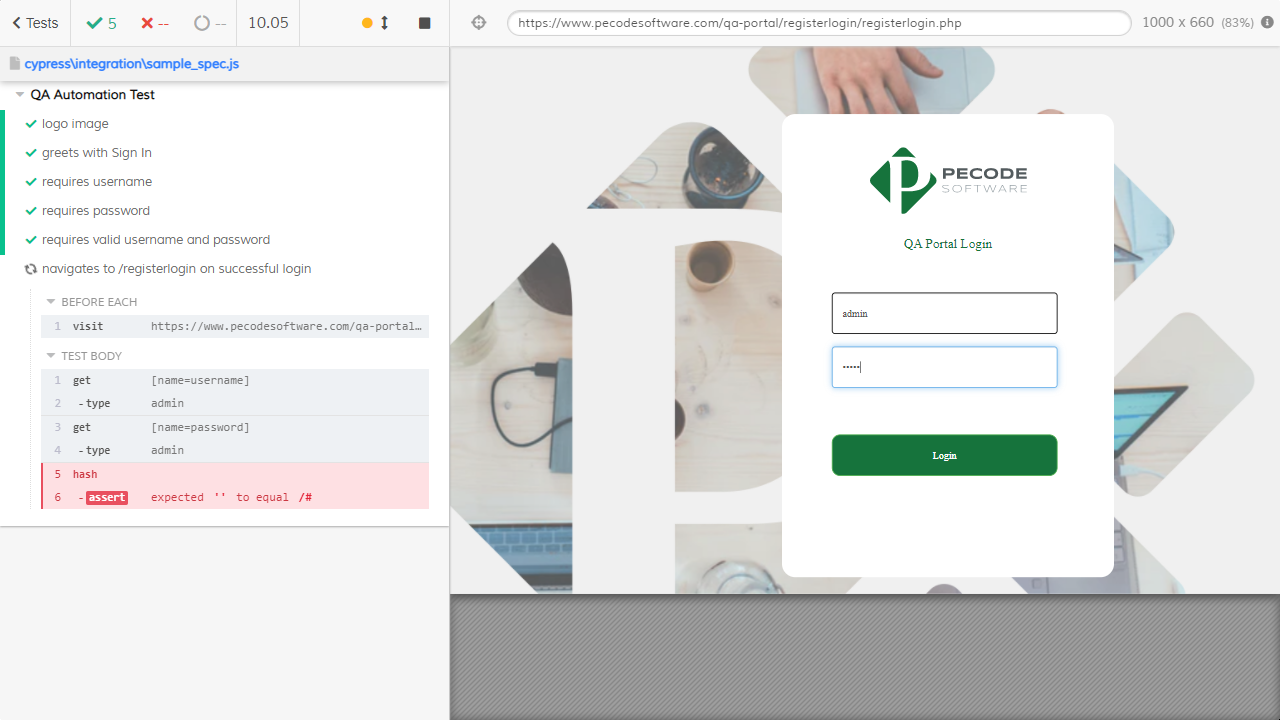 Tests
5
--
--
10.05
https://www.pecodesoftware.com/qa-portal/registerlogin/registerlogin.php
1000 x 660 (83%)
cypress\integration\sample_spec.js
QA Automation Test
logo image
greets with Sign In
requires username
requires password
requires valid username and password
navigates to /registerlogin on successful login
BEFORE EACH
1 visit https://www.pecodesoftware.com/qa-portal…
TEST BODY
1 get [name=username]
2 -type admin
3 get [name=password]
4 -type admin
5 hash
6 -assert expected '' to equal /#
PECODE
SOFTWARE
QA Portal Login
admin
•••••
Login